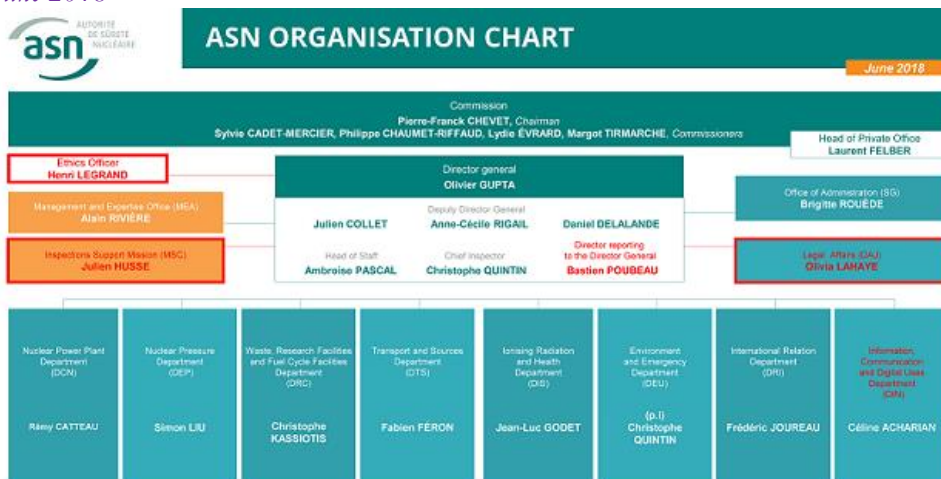 AUTORITÉ
DE SÛRETÉ
NUCLÉAIRE
asn
ASN ORGANISATION CHART
June 2018
Commission
Pierre-Franck CHEVET, Chairman
Sylvie CADET-MERCIER, Philippe CHAUMET-RIFFAUD, Lydie ÉVRARD, Margot TIRMARCHE, Commissioners
Head of Private Office
Laurent FELBER
Ethics Officer
Henri LEGRAND
Director general
Olivier GUPTA
Management and Expertise Office (MEA)
Alain RIVIÈRE
Office of Administration (SG)
Brigitte ROUÈDE
Deputy Director General
Julien COLLET
Anne-Cécile RIGAIL
Daniel DELALANDE
Inspections Support Mission (MSC)
Julien HUSSE
Head of Staff
Ambroise PASCAL
Chief Inspector
Christophe QUINTIN
Director reporting
to the Director General
Bastien POUBEAU
Legal Affairs (DAJ)
Olivia LAHAYE
Nuclear Power Plant
Department
(DCN)
Rémy CATTEAU
Nuclear Pressure
Department
(DEP)
Simon LIU
Waste, Research Facilities
and Fuel Cycle Facilities
Department
(DRC)
Christophe
KASSIOTIS
Transport and Sources
Department
(DTS)
Fabien FÉRON
Ionising Radiation
and Health
Department
(DIS)
Jean-Luc GODET
Environment
and Emergency
Department
(DEU)
(p.i)
Christophe
QUINTIN
International Relation
Department
(DRI)
Frédéric JOUREAU
Information,
Communication
and Digital Uses
Department
(CIN)
Céline ACHARIAN